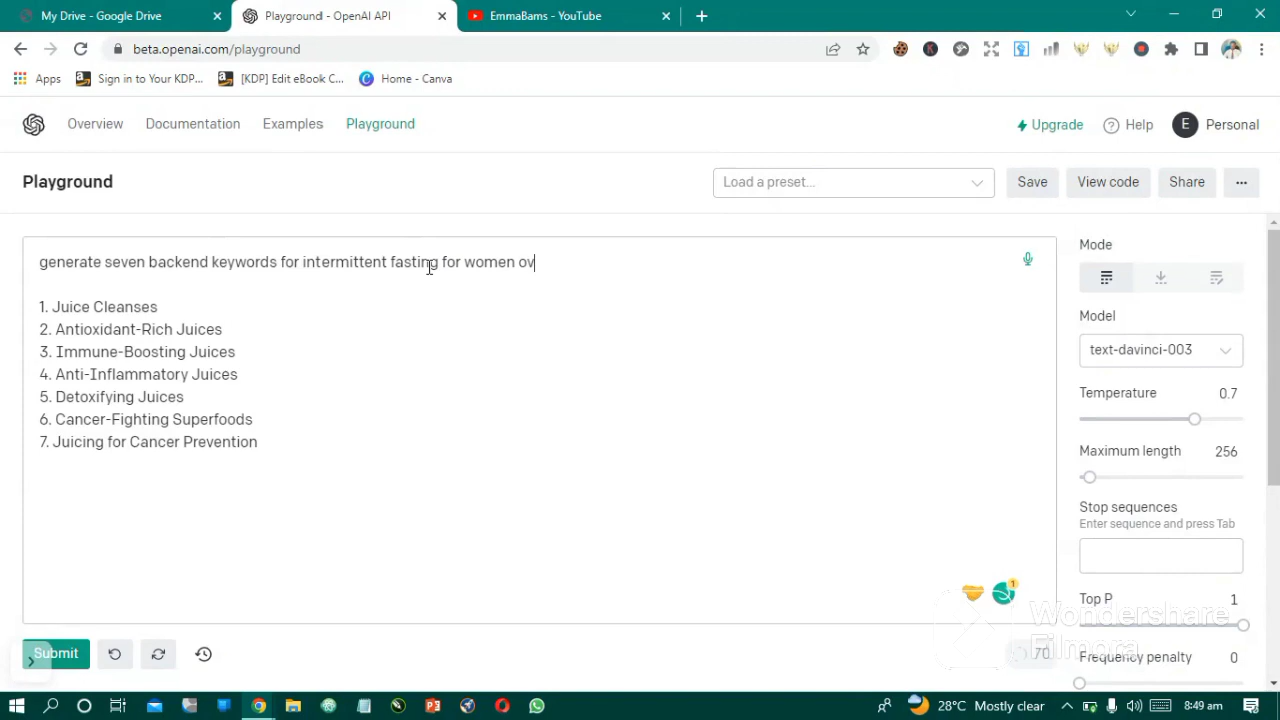 My Drive - Google Drive
Playground - OpenAI API
EmmaBams - YouTube
beta.openai.com/playground
Apps
Sign in to Your KDP...
[KDP] Edit eBook C...
Home - Canva
Overview
Documentation
Examples
Playground
Upgrade
Help
E
Personal
Playground
Load a preset...
Save
View code
Share
generate seven backend keywords for intermittent fasting for women ov
1. Juice Cleanses
2. Antioxidant-Rich Juices
3. Immune-Boosting Juices
4. Anti-Inflammatory Juices
5. Detoxifying Juices
6. Cancer-Fighting Superfoods
7. Juicing for Cancer Prevention
Mode
Model
text-davinci-003
Temperature 0.7
Maximum length 256
Stop sequences
Enter sequence and press Tab
Top P 1
Wondershare
Filmora
Frequency penalty 0
1
Submit
70
28°C Mostly clear
8:49 am